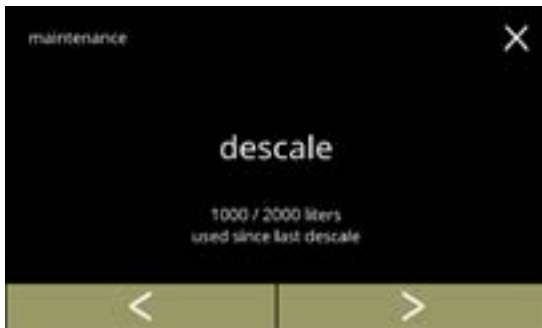 maintenance
descale
1000 / 2000 liters
used since last descale